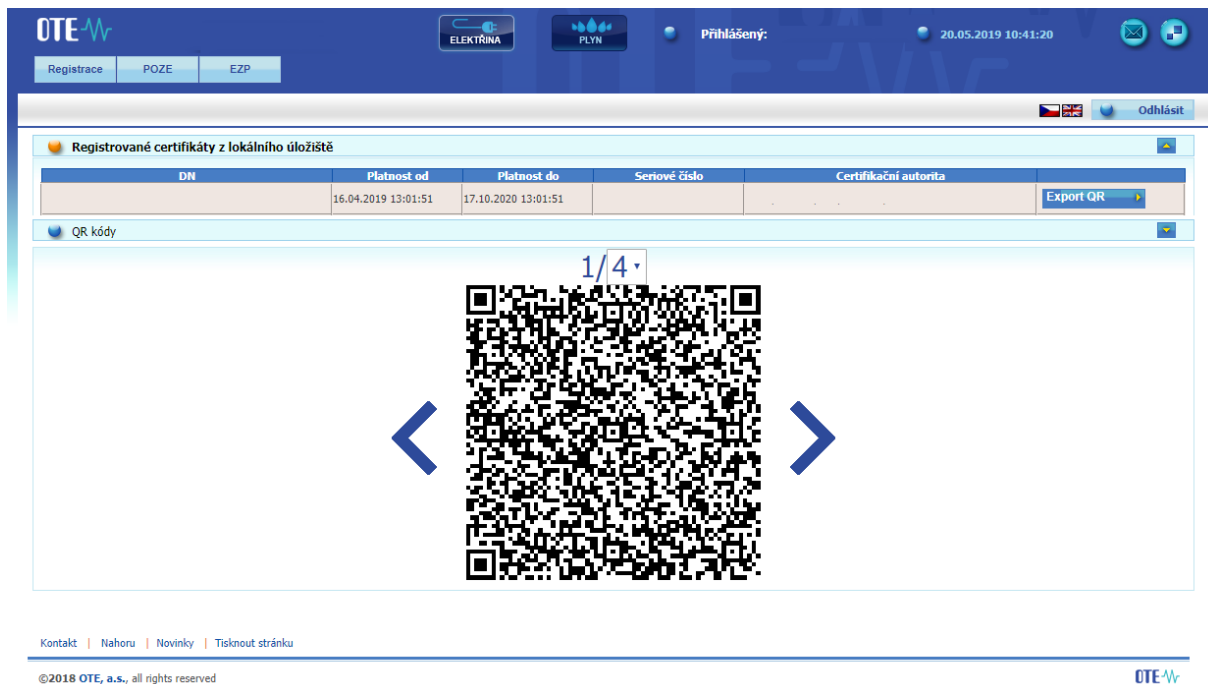 OTE
ELEKTŘINA
PLYN
Přihlášený:
20.05.2019 10:41:20
Registrace
POZE
EZP
Odhlásit
Registrované certifikáty z lokálního úložiště
DN
Platnost od
Platnost do
Seriové číslo
Certifikační autorita
16.04.2019 13:01:51
17.10.2020 13:01:51
Export QR
QR kódy
1/4
Kontakt | Nahoru | Novinky | Tisknout stránku
©2018 OTE, a.s., all rights reserved
OTE